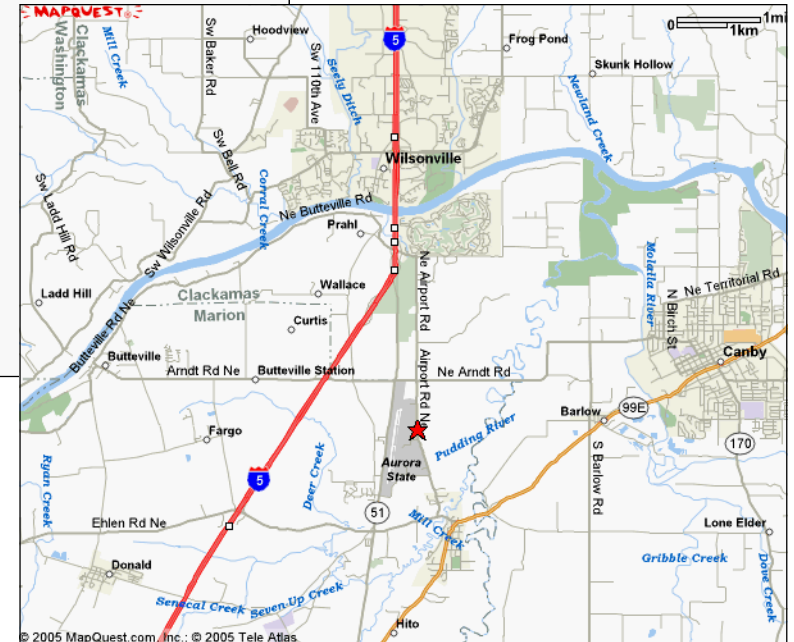 MAPQUEST
0 1mi
1km
Clackamas
Washington
Mill Creek
Sw Baker Rd
Hoodview
Sw 110th Ave
Seely Ditch
5
Frog Pond
Skunk Hollow
Newland Creek
Sw Bell Rd
Corral Creek
Wilsonville
Sw Ladd Hill Rd
Sw Wilsonville Rd
Ne Butteville Rd
Prahl
Ne Airport Rd
Molalla River
Ladd Hill
Clackamas
Marion
Wallace
Curtis
N Birch St
Ne Territorial Rd
Butteville Rd Ne
Butteville
Arndt Rd Ne
Butteville Station
Airport Rd Ne
Ne Arndt Rd
Canby
Barlow
99E
170
Fargo
Pudding River
Aurora
State
S Barlow Rd
Ryan Creek
Deer Creek
5
51
Ehlen Rd Ne
Mill Creek
Lone Elder
Donald
Gribble Creek
Dove Creek
Senecal Creek
Seven-Up Creek
Hito
© 2005 MapQuest.com, Inc.; © 2005 Tele Atlas